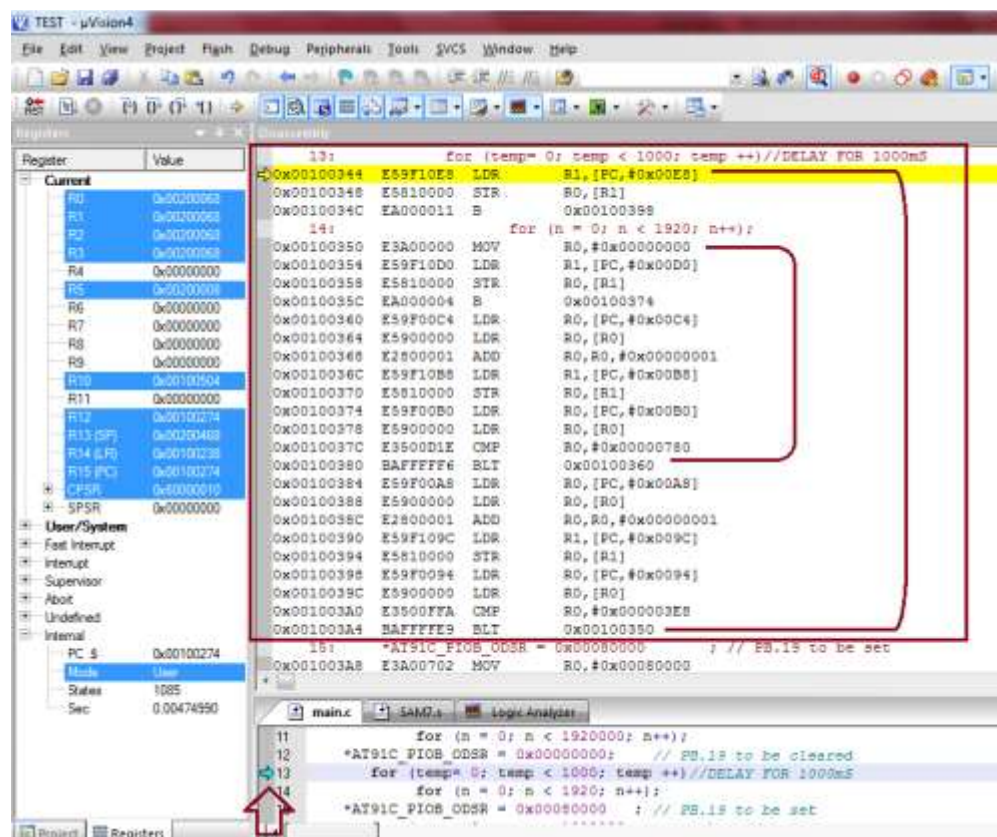 TEST - µVision4
File Edit View Project Flash Debug Peripherals Tools SVCS Window Help
Registers
Disassembly
Register Value
Current
R0 0x00200068
R1 0x00200068
R2 0x00200068
R3 0x00200068
R4 0x00000000
R5 0x00200008
R6 0x00000000
R7 0x00000000
R8 0x00000000
R9 0x00000000
R10 0x00100504
R11 0x00000000
R12 0x00100274
R13 (SP) 0x00200468
R14 (LR) 0x00100238
R15 (PC) 0x00100274
CPSR 0x60000010
SPSR 0x00000000
User/System
Fast Interrupt
Interrupt
Supervisor
Abort
Undefined
Internal
PC $ 0x00100274
Mode User
States 1085
Sec 0.00474990
Project Registers
13: for (temp= 0; temp < 1000; temp ++)//DELAY FOR 1000mS
0x00100344 E59F10E8 LDR R1,[PC,#0x00E8]
0x00100348 E5810000 STR R0,[R1]
0x0010034C EA000011 B 0x00100398
14: for (n = 0; n < 1920; n++);
0x00100350 E3A00000 MOV R0,#0x00000000
0x00100354 E59F10D0 LDR R1,[PC,#0x00D0]
0x00100358 E5810000 STR R0,[R1]
0x0010035C EA000004 B 0x00100374
0x00100360 E59F00C4 LDR R0,[PC,#0x00C4]
0x00100364 E5900000 LDR R0,[R0]
0x00100368 E2800001 ADD R0,R0,#0x00000001
0x0010036C E59F10B8 LDR R1,[PC,#0x00B8]
0x00100370 E5810000 STR R0,[R1]
0x00100374 E59F00B0 LDR R0,[PC,#0x00B0]
0x00100378 E5900000 LDR R0,[R0]
0x0010037C E3500D1E CMP R0,#0x00000780
0x00100380 BAFFFFF6 BLT 0x00100360
0x00100384 E59F00A8 LDR R0,[PC,#0x00A8]
0x00100388 E5900000 LDR R0,[R0]
0x0010038C E2800001 ADD R0,R0,#0x00000001
0x00100390 E59F109C LDR R1,[PC,#0x009C]
0x00100394 E5810000 STR R0,[R1]
0x00100398 E59F0094 LDR R0,[PC,#0x0094]
0x0010039C E5900000 LDR R0,[R0]
0x001003A0 E3500FFA CMP R0,#0x000003E8
0x001003A4 BAFFFFE9 BLT 0x00100350
15: *AT91C_PIOB_ODSR = 0x00080000 ; // PB.19 to be set
0x001003A8 E3A00702 MOV R0,#0x00080000
main.c SAM7.s Logic Analyzer
11 for (n = 0; n < 1920000; n++);
12 *AT91C_PIOB_ODSR = 0x00000000; // PB.19 to be cleared
13 for (temp= 0; temp < 1000; temp ++)//DELAY FOR 1000mS
14 for (n = 0; n < 1920; n++);
*AT91C_PIOB_ODSR = 0x00080000 ; // PB.19 to be set